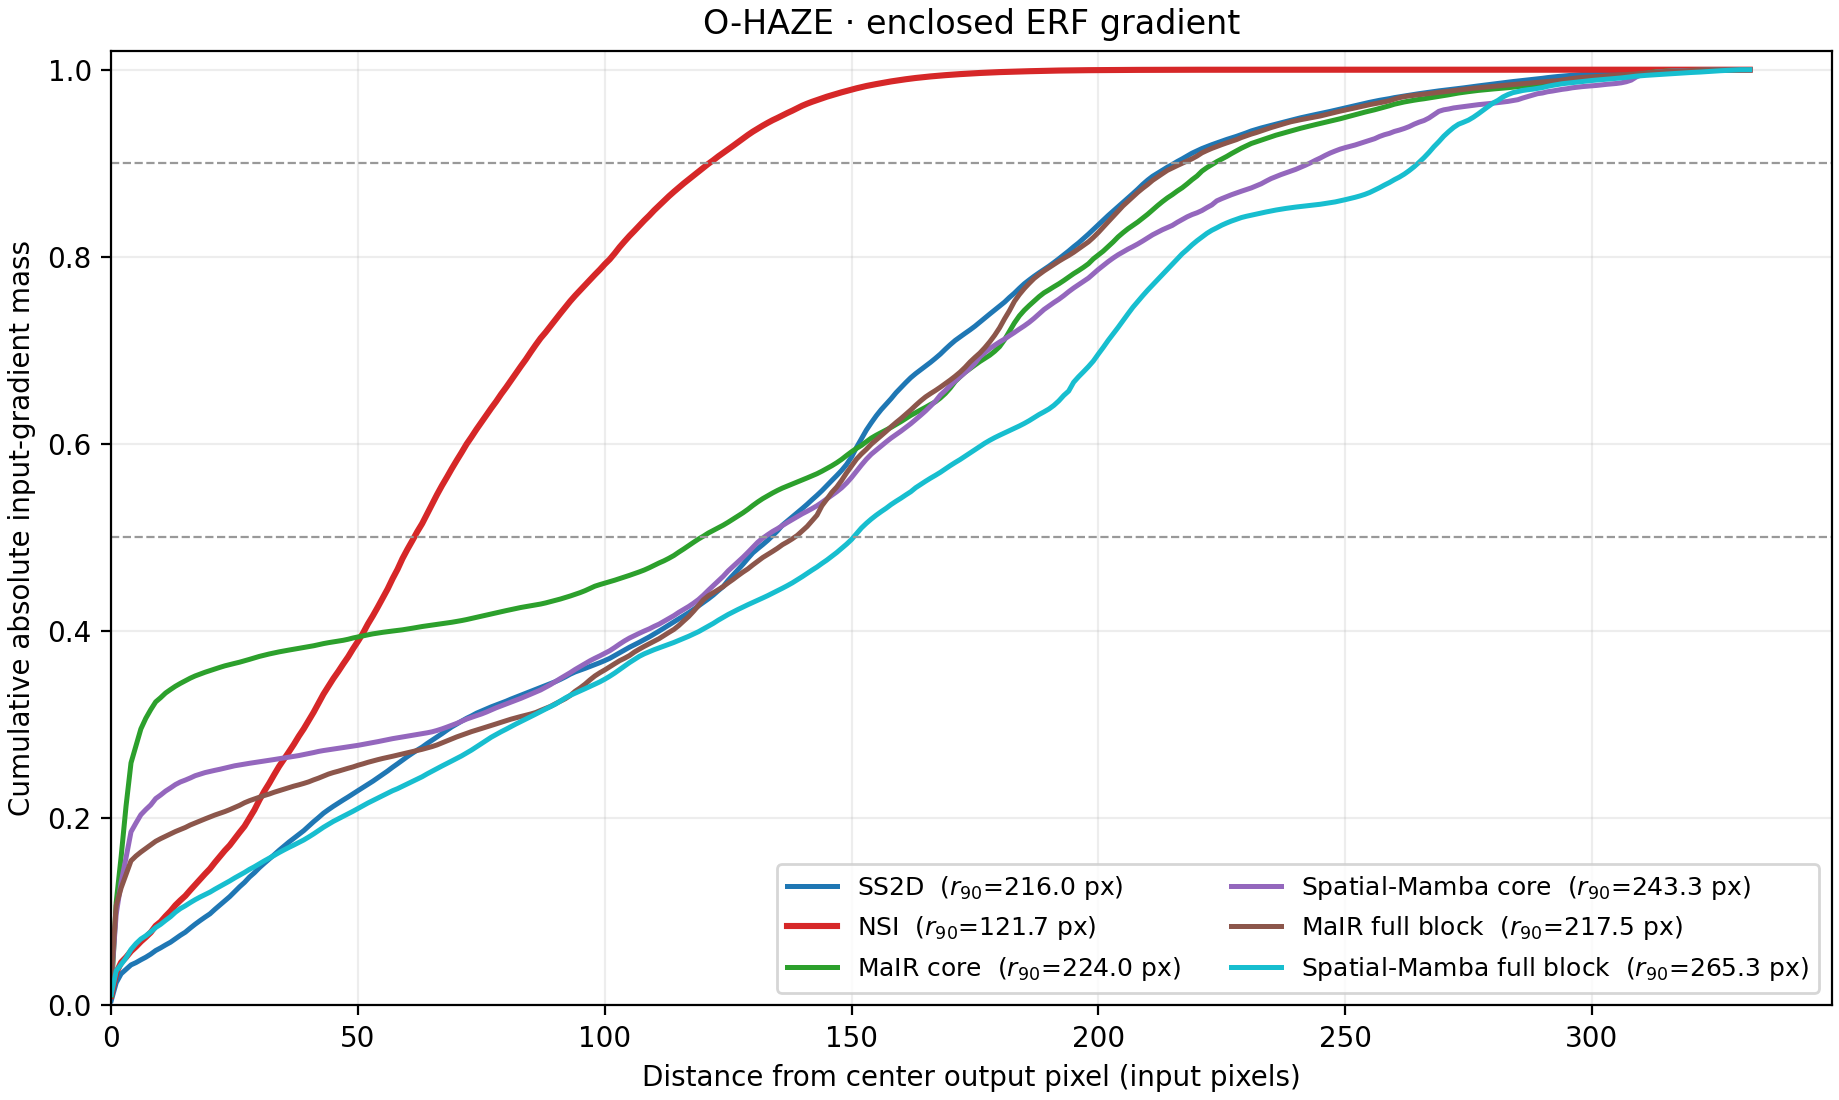 O-HAZE · enclosed ERF gradient
Cumulative absolute input-gradient mass
1.0
0.8
0.6
0.4
0.2
0.0
0 50 100 150 200 250 300
Distance from center output pixel (input pixels)
SS2D (r90=216.0 px)
NSI (r90=121.7 px)
MaIR core (r90=224.0 px)
Spatial-Mamba core (r90=243.3 px)
MaIR full block (r90=217.5 px)
Spatial-Mamba full block (r90=265.3 px)